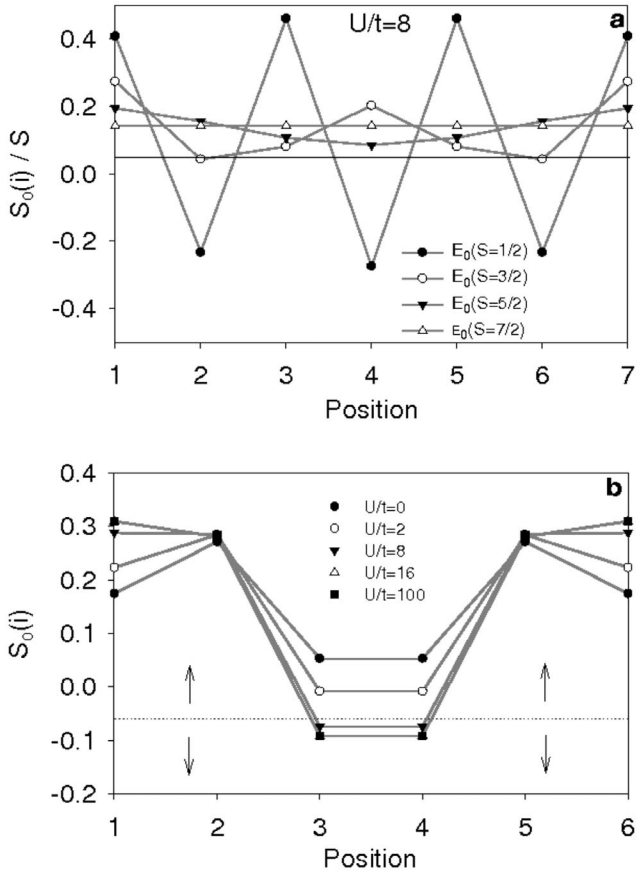 a
U/t=8
0.4
0.2
0.0
-0.2
-0.4
S₀(i) / S
E₀(S=1/2)
E₀(S=3/2)
E₀(S=5/2)
E₀(S=7/2)
1 2 3 4 5 6 7
Position
b
0.4
0.3
0.2
0.1
0.0
-0.1
-0.2
S₀(i)
U/t=0
U/t=2
U/t=8
U/t=16
U/t=100
1 2 3 4 5 6
Position